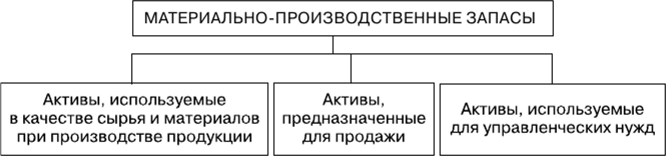 МАТЕРИАЛЬНО-ПРОИЗВОДСТВЕННЫЕ ЗАПАСЫ
Активы, используемые
в качестве сырья и материалов
при производстве продукции
Активы,
предназначенные
для продажи
Активы, используемые
для управленческих нужд